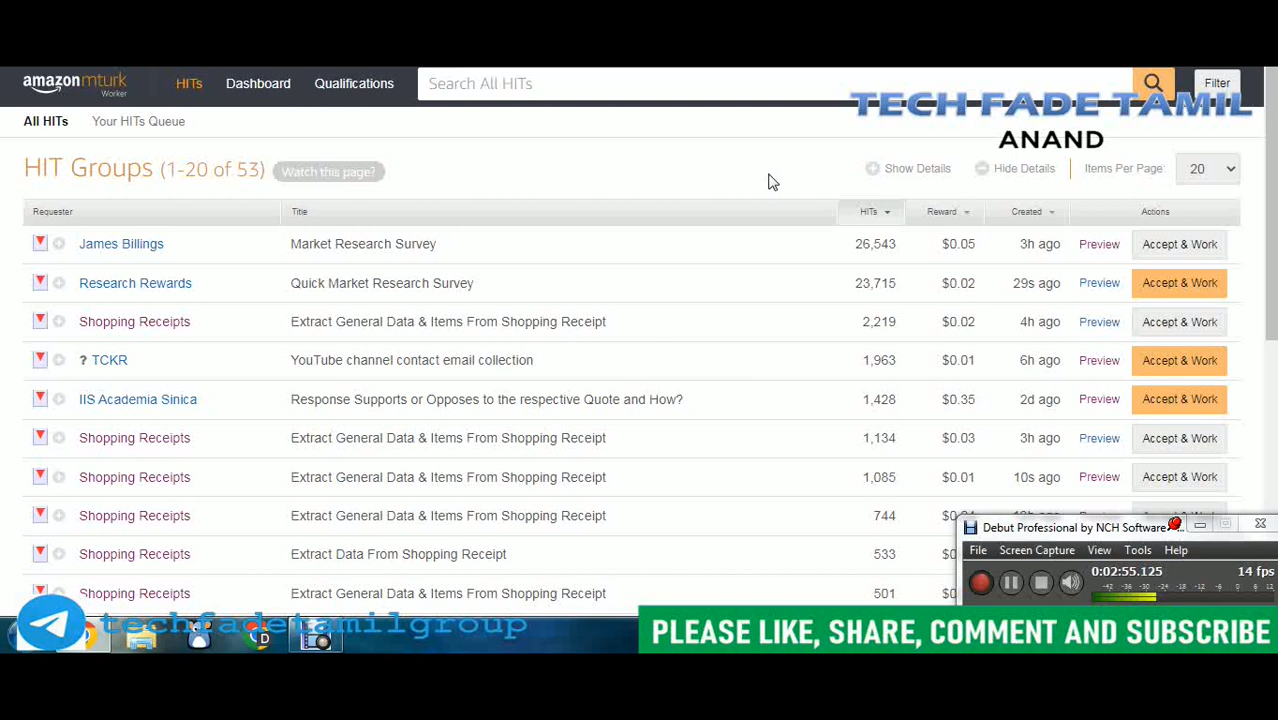 amazonmturk
Worker
HITs Dashboard Qualifications Search All HITs Filter
TECH FADE TAMIL
ANAND
All HITs Your HITs Queue
HIT Groups (1-20 of 53) Watch this page? Show Details Hide Details Items Per Page: 20
Requester Title HITs Reward Created Actions
James Billings Market Research Survey 26,543 $0.05 3h ago Preview Accept & Work
Research Rewards Quick Market Research Survey 23,715 $0.02 29s ago Preview Accept & Work
Shopping Receipts Extract General Data & Items From Shopping Receipt 2,219 $0.02 4h ago Preview Accept & Work
? TCKR YouTube channel contact email collection 1,963 $0.01 6h ago Preview Accept & Work
IIS Academia Sinica Response Supports or Opposes to the respective Quote and How? 1,428 $0.35 2d ago Preview Accept & Work
Shopping Receipts Extract General Data & Items From Shopping Receipt 1,134 $0.03 3h ago Preview Accept & Work
Shopping Receipts Extract General Data & Items From Shopping Receipt 1,085 $0.01 10s ago Preview Accept & Work
Shopping Receipts Extract General Data & Items From Shopping Receipt 744
Shopping Receipts Extract Data From Shopping Receipt 533
Shopping Receipts Extract General Data & Items From Shopping Receipt 501
Debut Professional by NCH Software
File Screen Capture View Tools Help
0:02:55.125 14 fps
-42 -36 -30 -24 -18 -12 -6 0
techfadetamilgroup
PLEASE LIKE, SHARE, COMMENT AND SUBSCRIBE